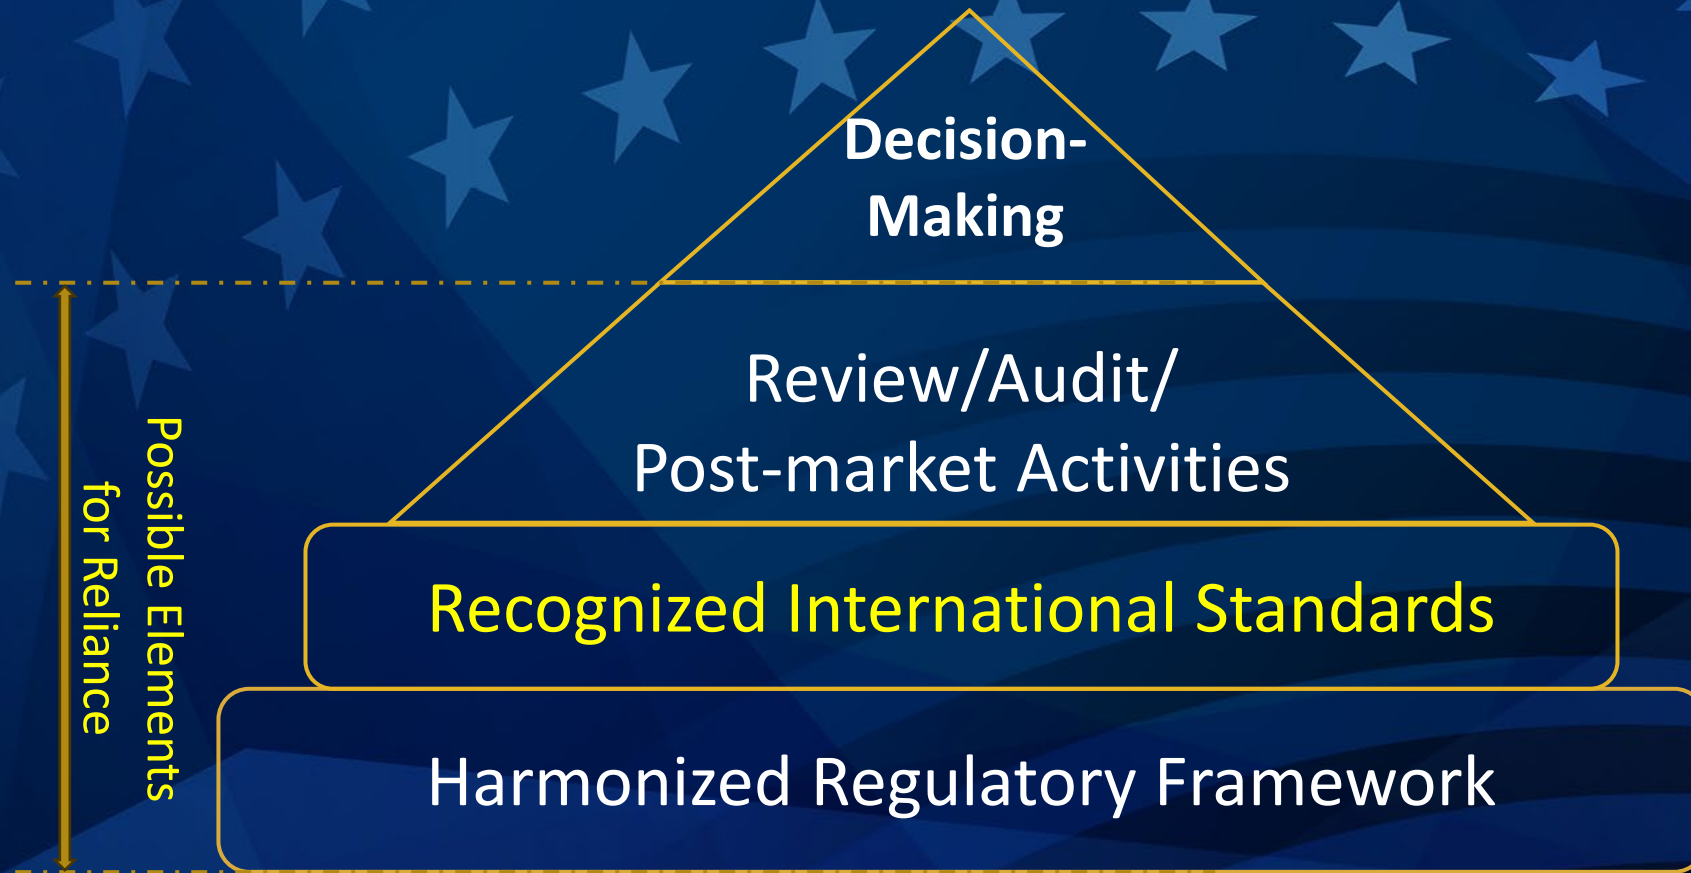 Decision-
Making
Review/Audit/
Post-market Activities
Recognized International Standards
Harmonized Regulatory Framework
Possible Elements
for Reliance